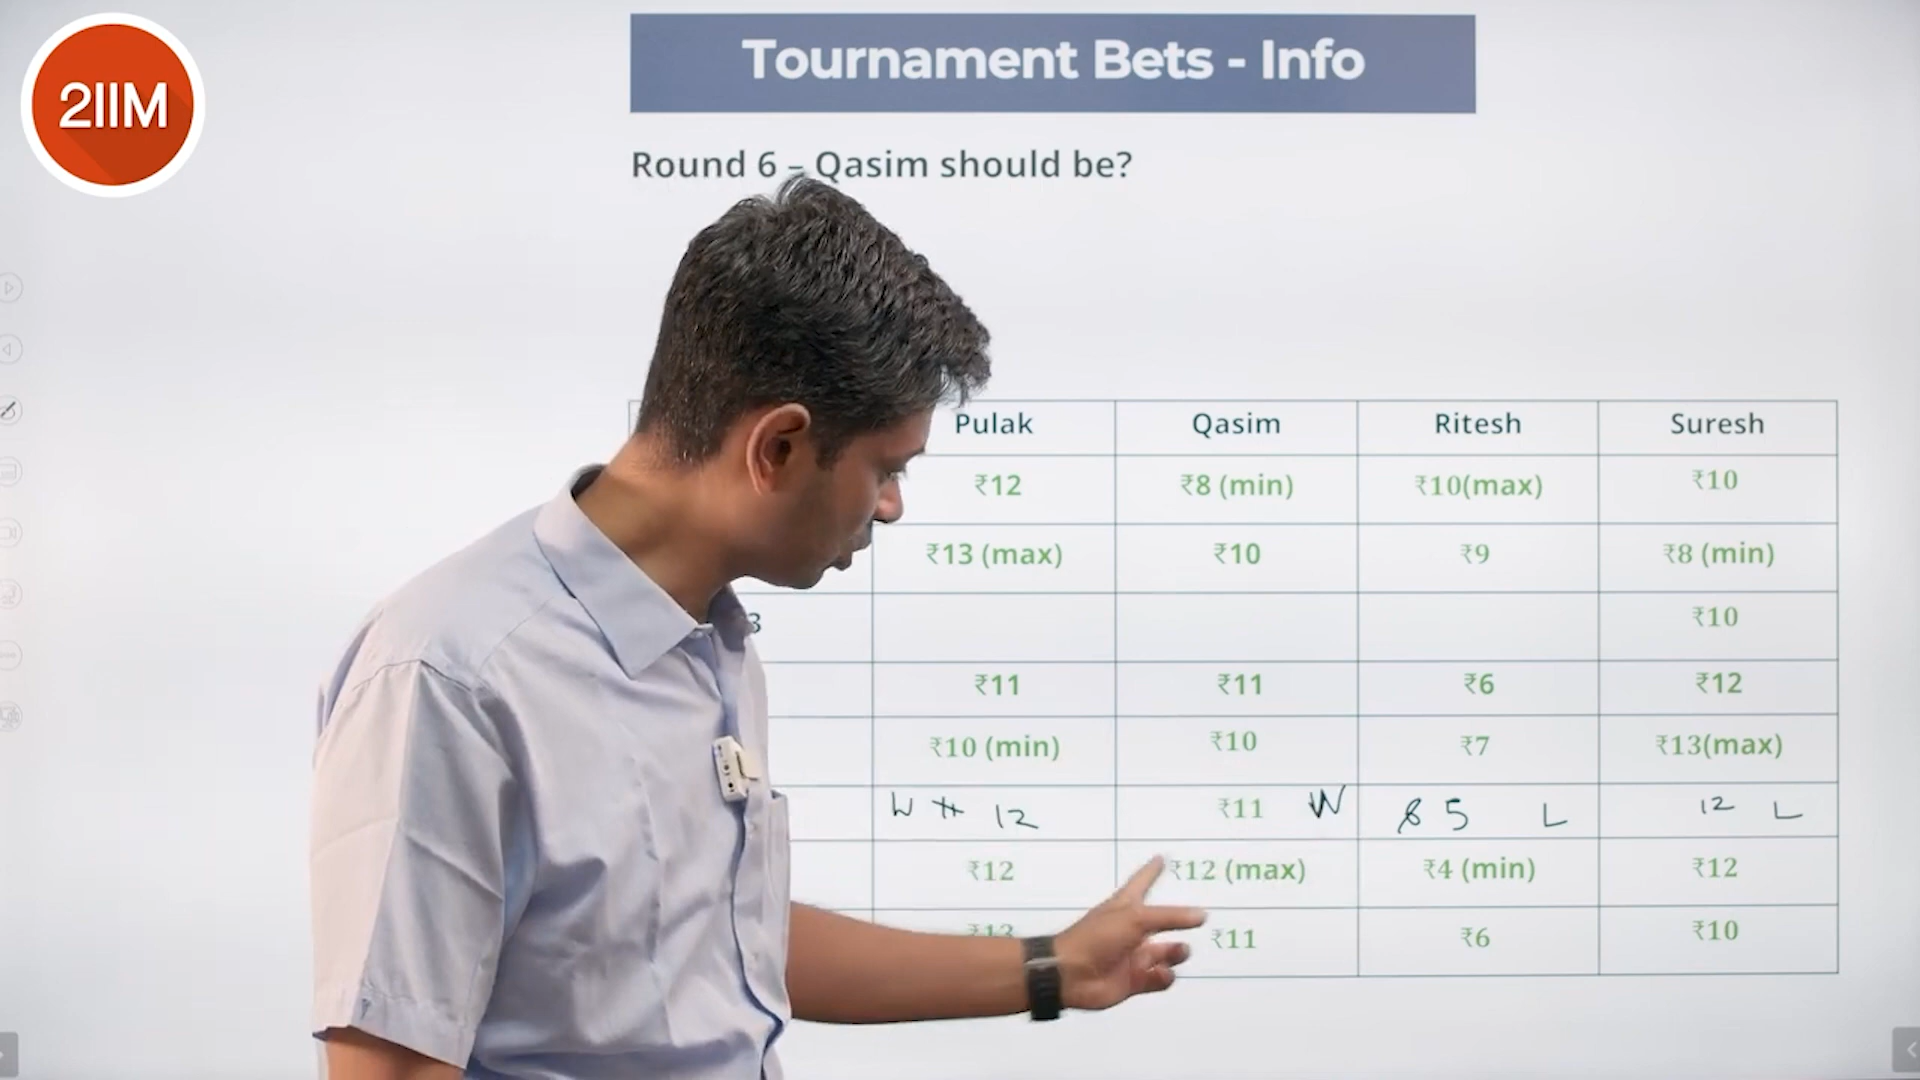 2IIM
Tournament Bets - Info
Round 6 – Qasim should be?
Pulak Qasim Ritesh Suresh
₹12 ₹8 (min) ₹10(max) ₹10
₹13 (max) ₹10 ₹9 ₹8 (min)
3 ₹10
₹11 ₹11 ₹6 ₹12
₹10 (min) ₹10 ₹7 ₹13(max)
W 12 ₹11 W 5 L 12 L
₹12 ₹12 (max) ₹4 (min) ₹12
₹13 ₹11 ₹6 ₹10